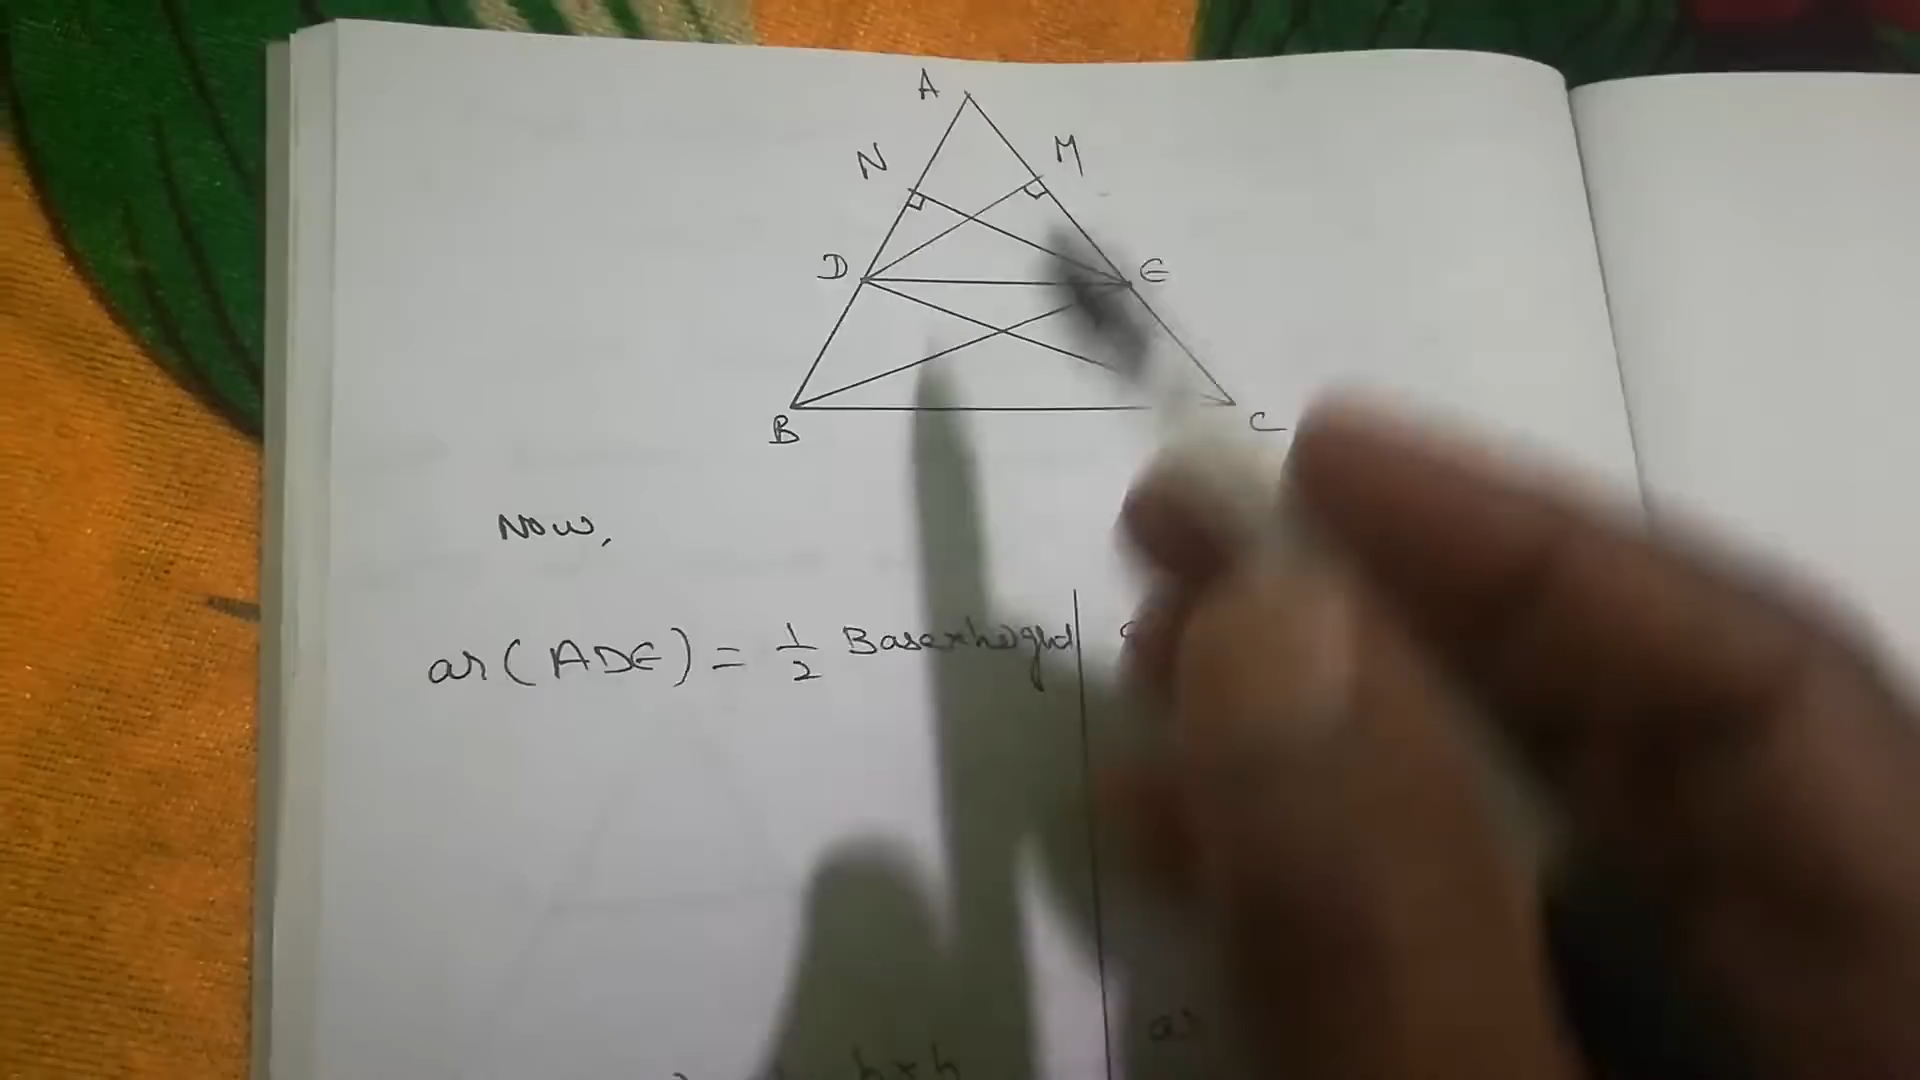 A
N M
D E
B C
Now,
ar(ADE) = 1/2 Base×height
b×h